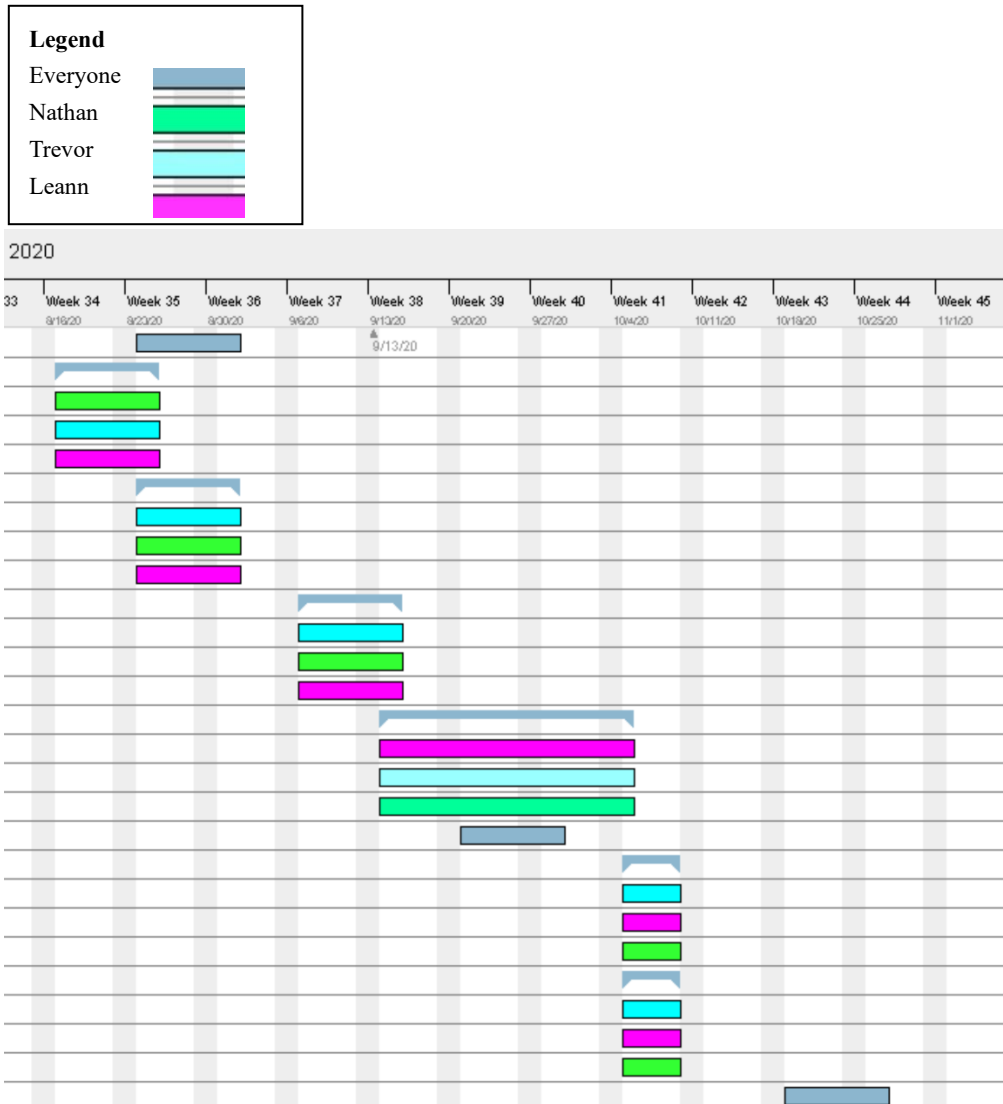 Legend
Everyone
Nathan
Trevor
Leann
2020
33 Week 34 Week 35 Week 36 Week 37 Week 38 Week 39 Week 40 Week 41 Week 42 Week 43 Week 44 Week 45
8/16/20 8/23/20 8/30/20 9/6/20 9/13/20 9/20/20 9/27/20 10/4/20 10/11/20 10/18/20 10/25/20 11/1/20
9/13/20